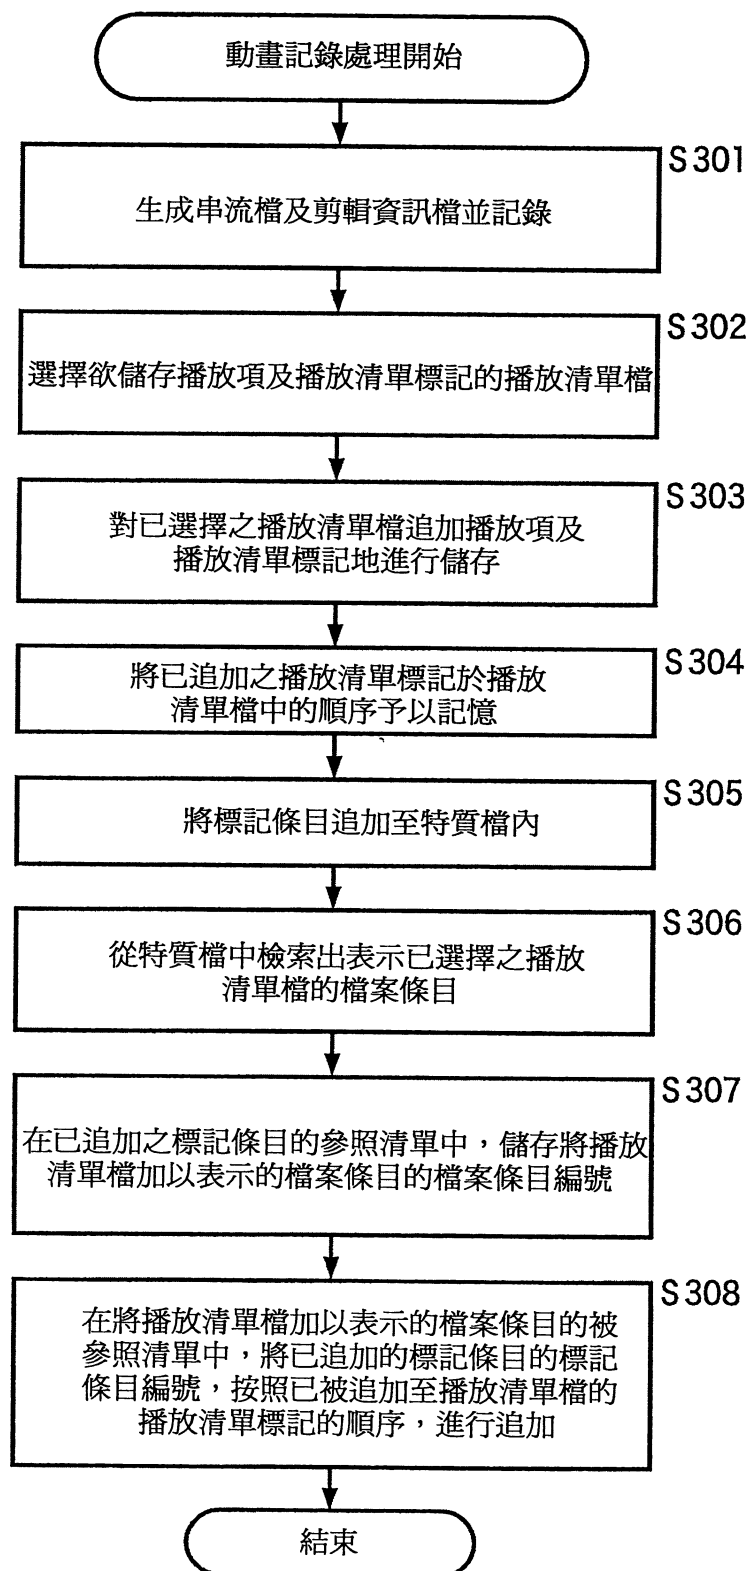 動畫記錄處理開始
S301
生成串流檔及剪輯資訊檔並記錄
S302
選擇欲儲存播放項及播放清單標記的播放清單檔
S303
對已選擇之播放清單檔追加播放項及
播放清單標記地進行儲存
S304
將已追加之播放清單標記於播放
清單檔中的順序予以記憶
S305
將標記條目追加至特質檔內
S306
從特質檔中檢索出表示已選擇之播放
清單檔的檔案條目
S307
在已追加之標記條目的參照清單中，儲存將播放
清單檔加以表示的檔案條目的檔案條目編號
S308
在將播放清單檔加以表示的檔案條目的被
參照清單中，將已追加的標記條目的標記
條目編號，按照已被追加至播放清單檔的
播放清單標記的順序，進行追加
結束